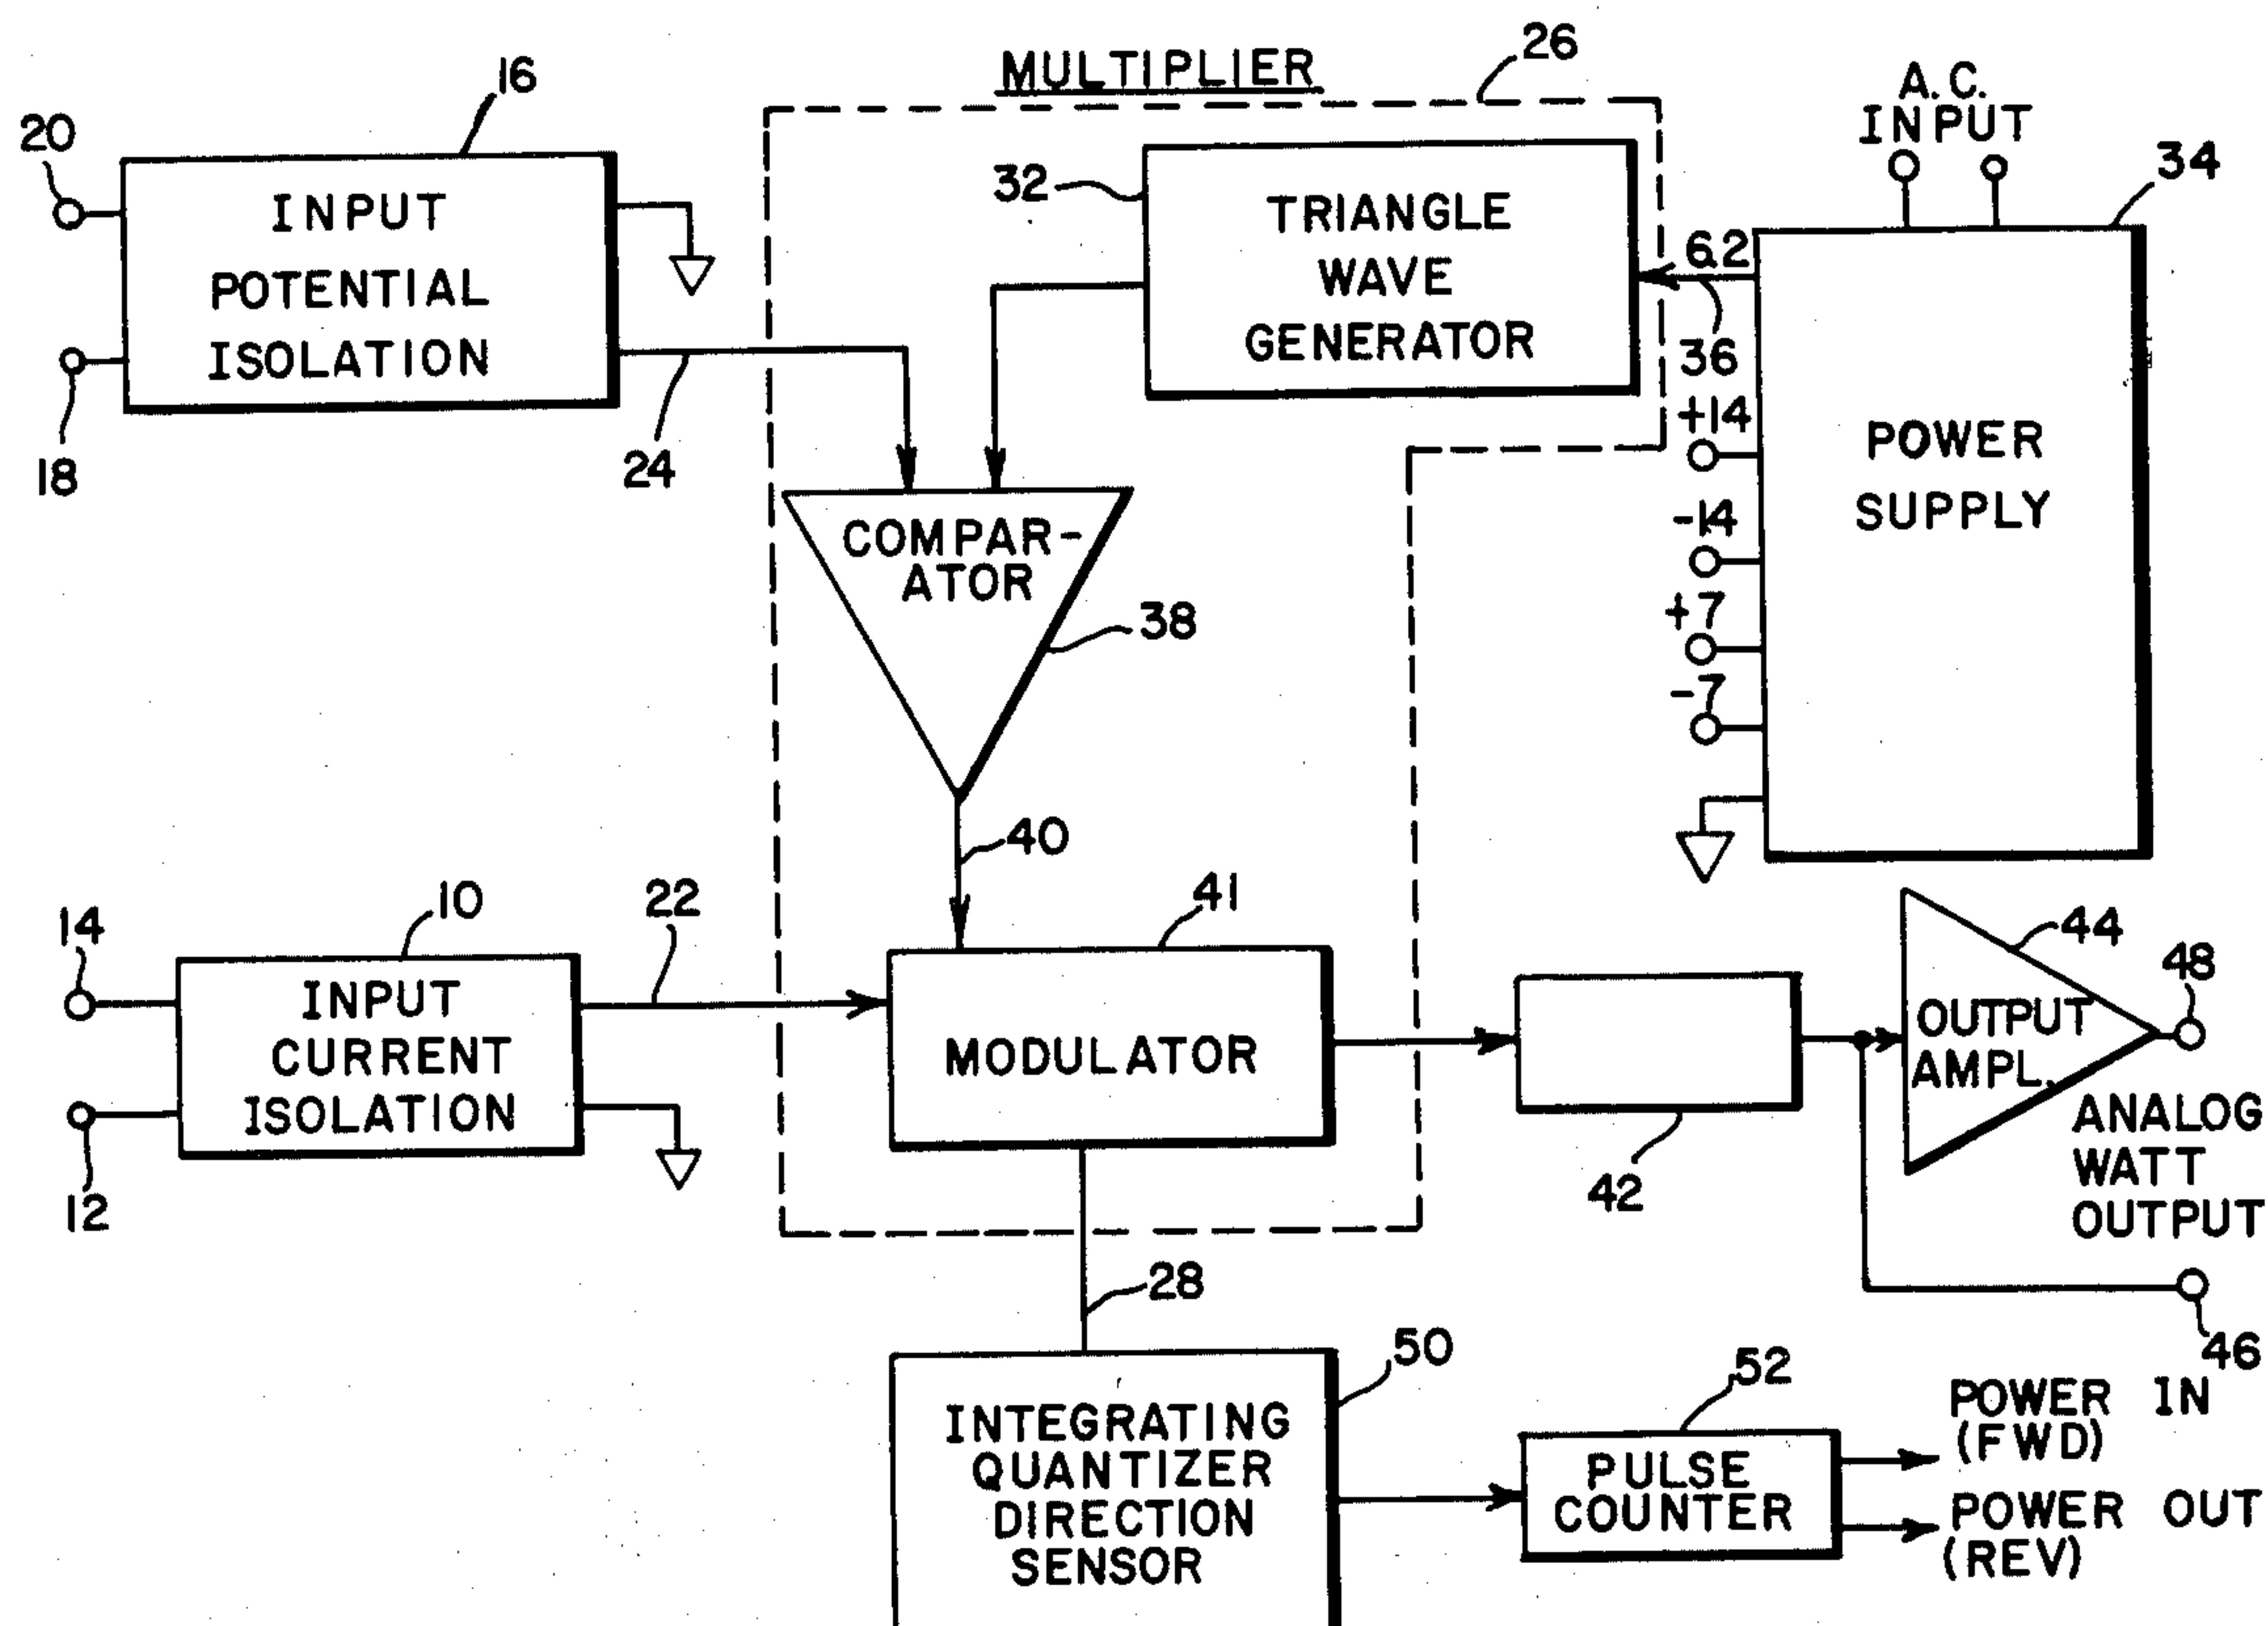 MULTIPLIER
26
16
20
INPUT
POTENTIAL
ISOLATION
18
24
32
TRIANGLE
WAVE
GENERATOR
A.C.
INPUT
34
6.2
36
+14
-14
+7
-7
POWER
SUPPLY
COMPAR-
ATOR
38
40
14
10
22
INPUT
CURRENT
ISOLATION
12
41
MODULATOR
42
44
OUTPUT
AMPL.
48
ANALOG
WATT
OUTPUT
46
28
50
INTEGRATING
QUANTIZER
DIRECTION
SENSOR
52
PULSE
COUNTER
POWER IN
(FWD)
POWER OUT
(REV)